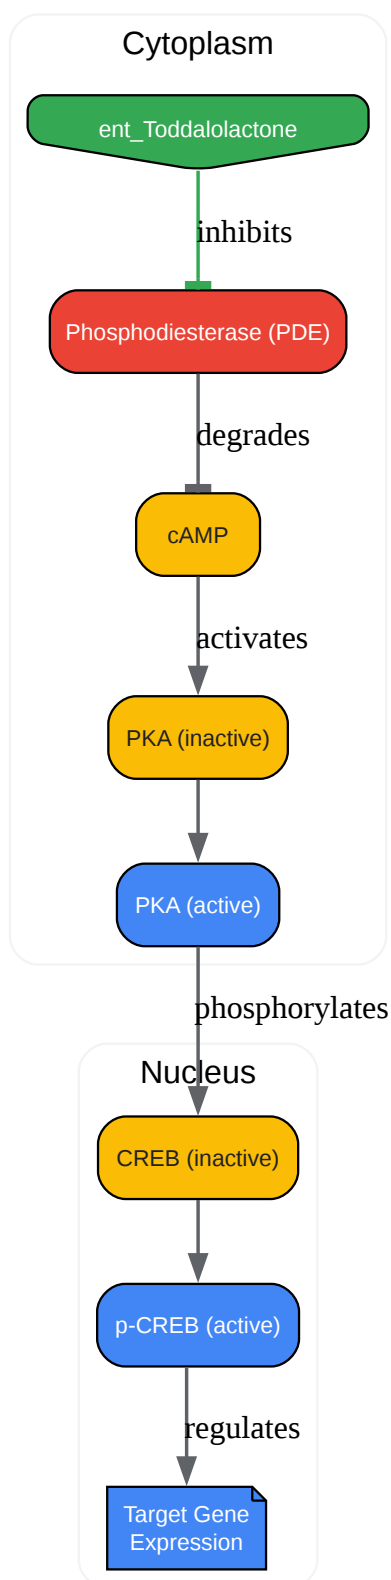 Cytoplasm
ent_Toddalolactone
inhibits
Phosphodiesterase (PDE)
degrades
cAMP
activates
PKA (inactive)
PKA (active)
phosphorylates
Nucleus
CREB (inactive)
p-CREB (active)
regulates
Target Gene
Expression